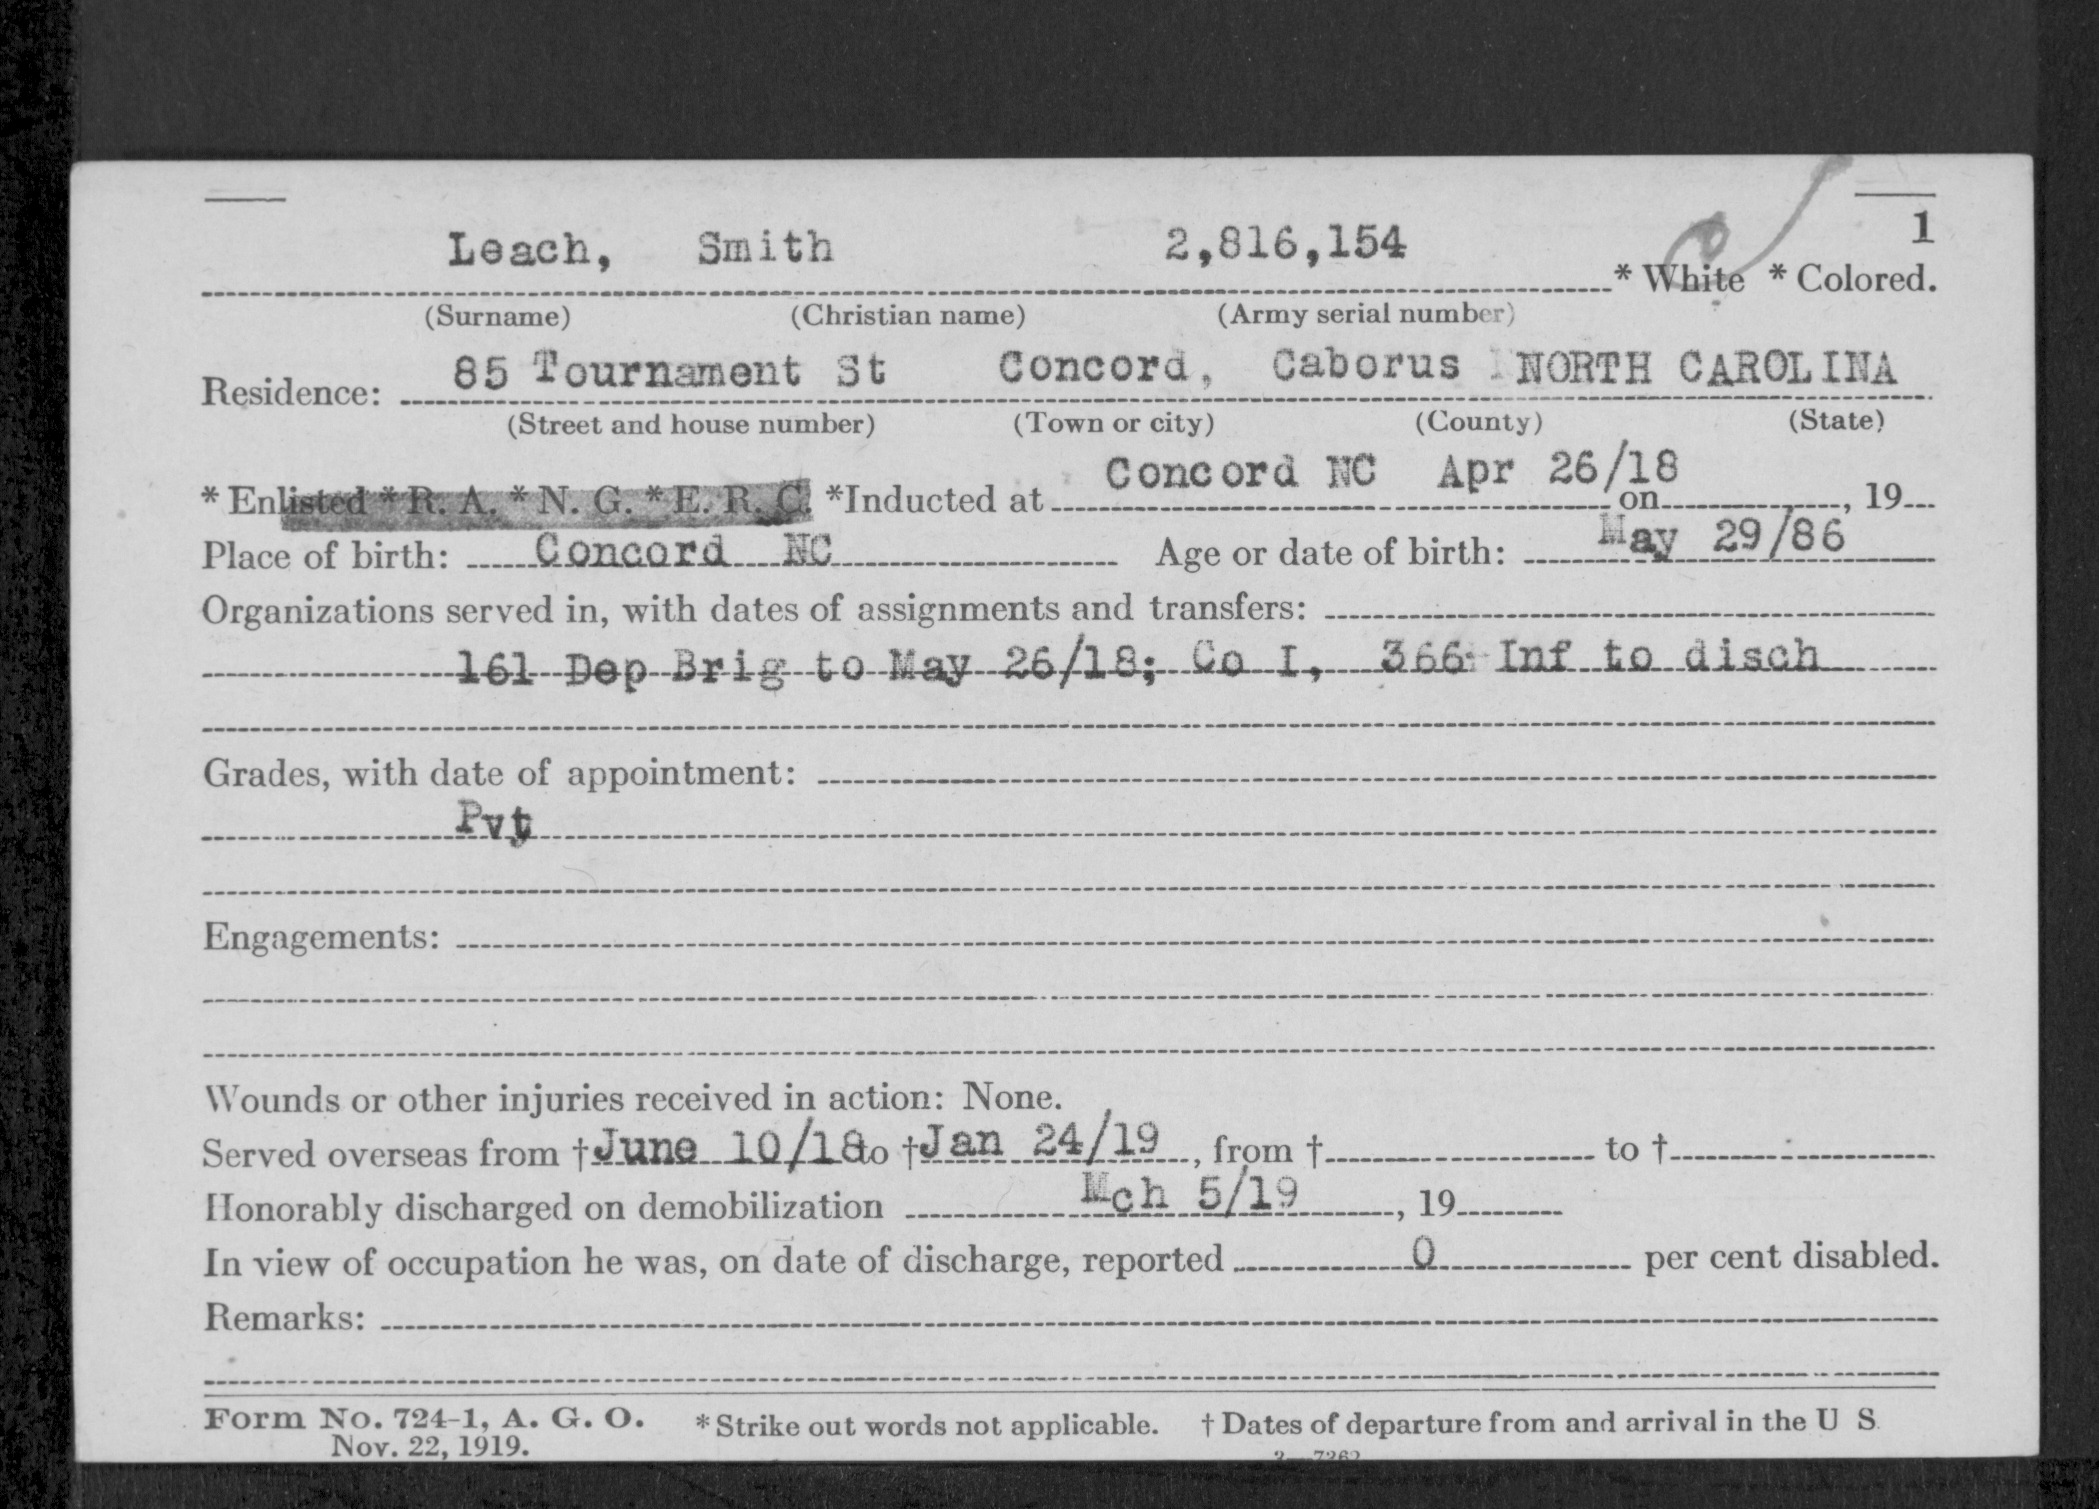 1
Leach, Smith 2,816,154 * White * Colored.
(Surname) (Christian name) (Army serial number)
Residence: 85 Tournament St Concord, Caborus NORTH CAROLINA
(Street and house number) (Town or city) (County) (State)
* Enlisted * R. A. * N. G. * E. R. C. *Inducted at Concord NC Apr 26/18 on , 19
Place of birth: Concord NC Age or date of birth: May 29/86
Organizations served in, with dates of assignments and transfers:
161 Dep Brig to May 26/18; Co I, 366 Inf to disch
Grades, with date of appointment:
Pvt
Engagements:
Wounds or other injuries received in action: None.
Served overseas from † June 10/18 to † Jan 24/19, from † to †
Honorably discharged on demobilization Mch 5/19, 19
In view of occupation he was, on date of discharge, reported 0 per cent disabled.
Remarks:
Form No. 724-1, A. G. O. * Strike out words not applicable. † Dates of departure from and arrival in the U S
Nov. 22, 1919.